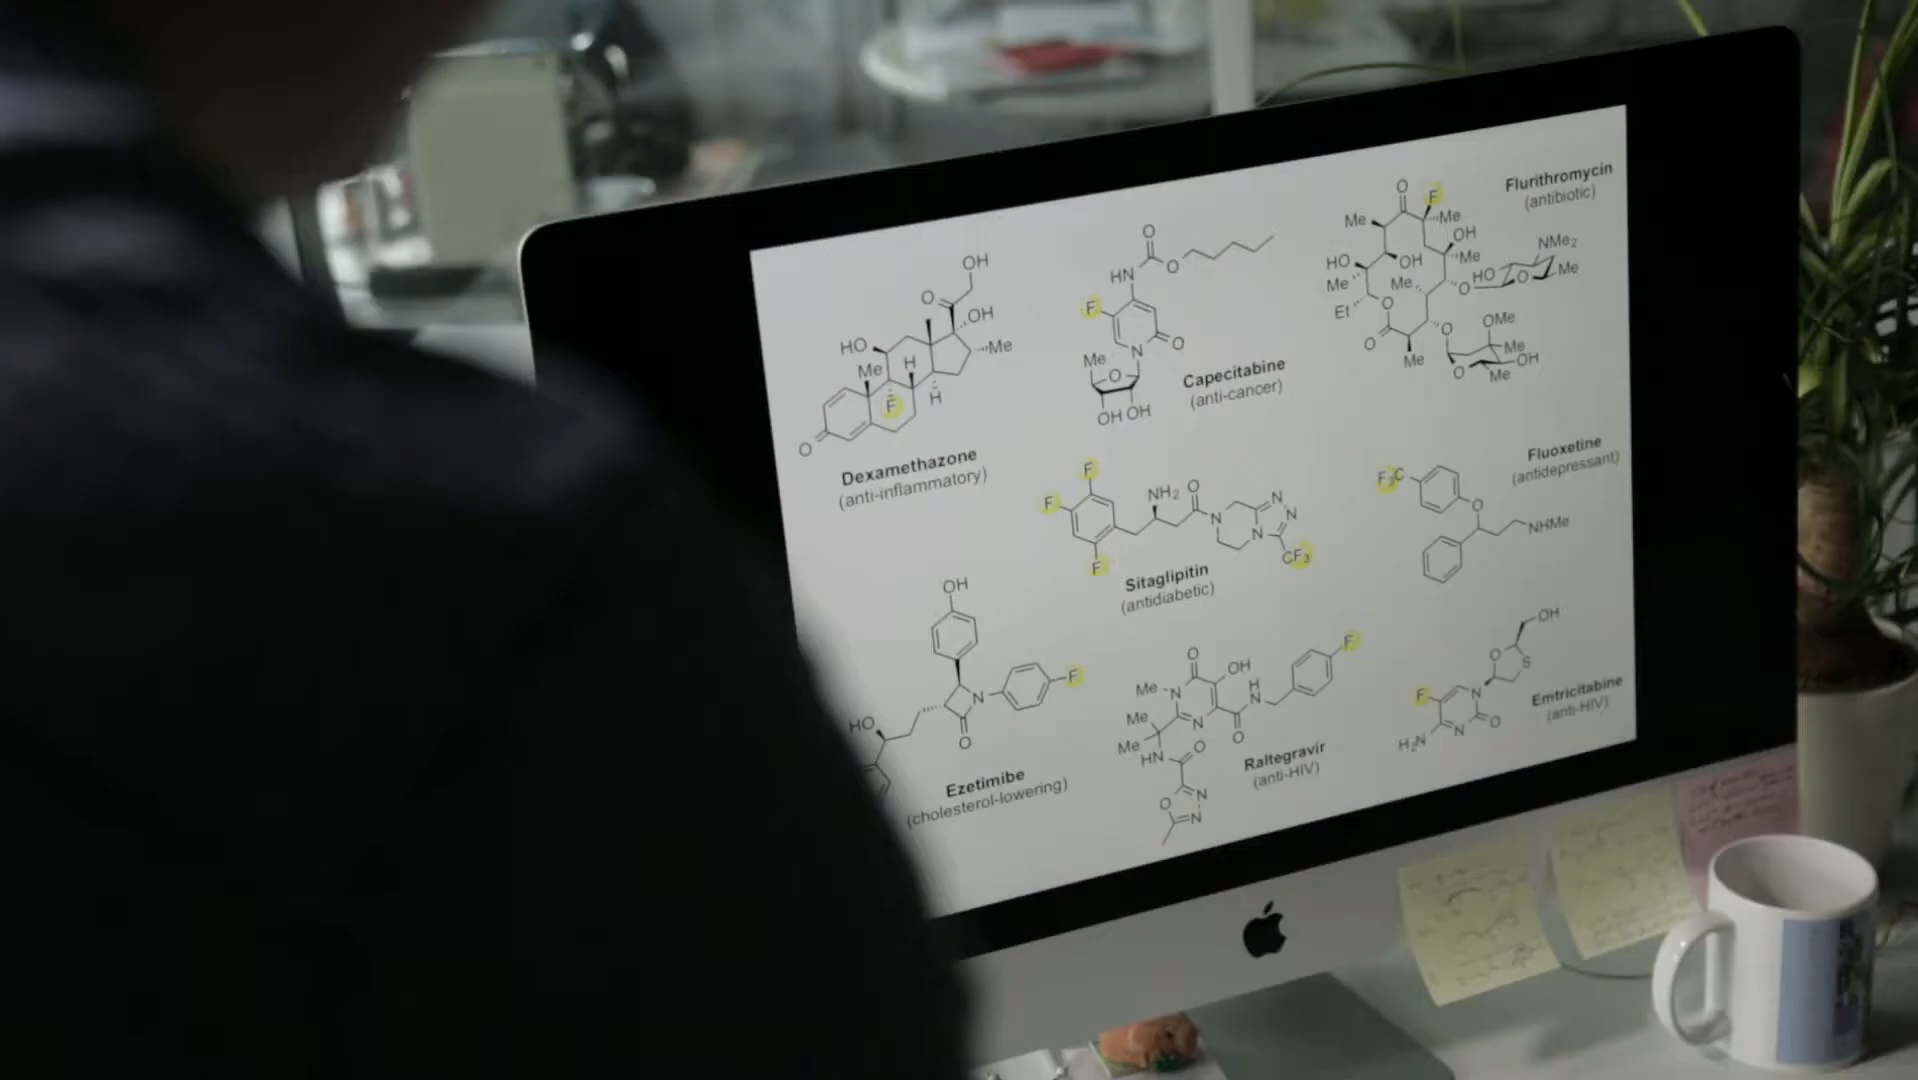 Flurithromycin
(antibiotic)
O
F
Me
Me
OH
HO
OH
Me
Me
Me
Et
O
O
Me
O
HO
NMe2
O
Me
O
OMe
Me
OH
O
Me
O
HN
O
F
N
O
Me
O
OH OH
Capecitabine
(anti-cancer)
OH
O
OH
HO
Me
Me
H
H
F
O
Dexamethazone
(anti-inflammatory)
F
F
F
NH2
O
N
N
N
N
CF3
Sitaglipitin
(antidiabetic)
Fluoxetine
(antidepressant)
F3C
O
NHMe
OH
F
N
O
HO
Ezetimibe
(cholesterol-lowering)
F
O
OH
Me
N
H
N
Me
N
O
Me
HN
O
O
N
N
Raltegravir
(anti-HIV)
OH
O
S
F
N
N
O
H2N
Emtricitabine
(anti-HIV)